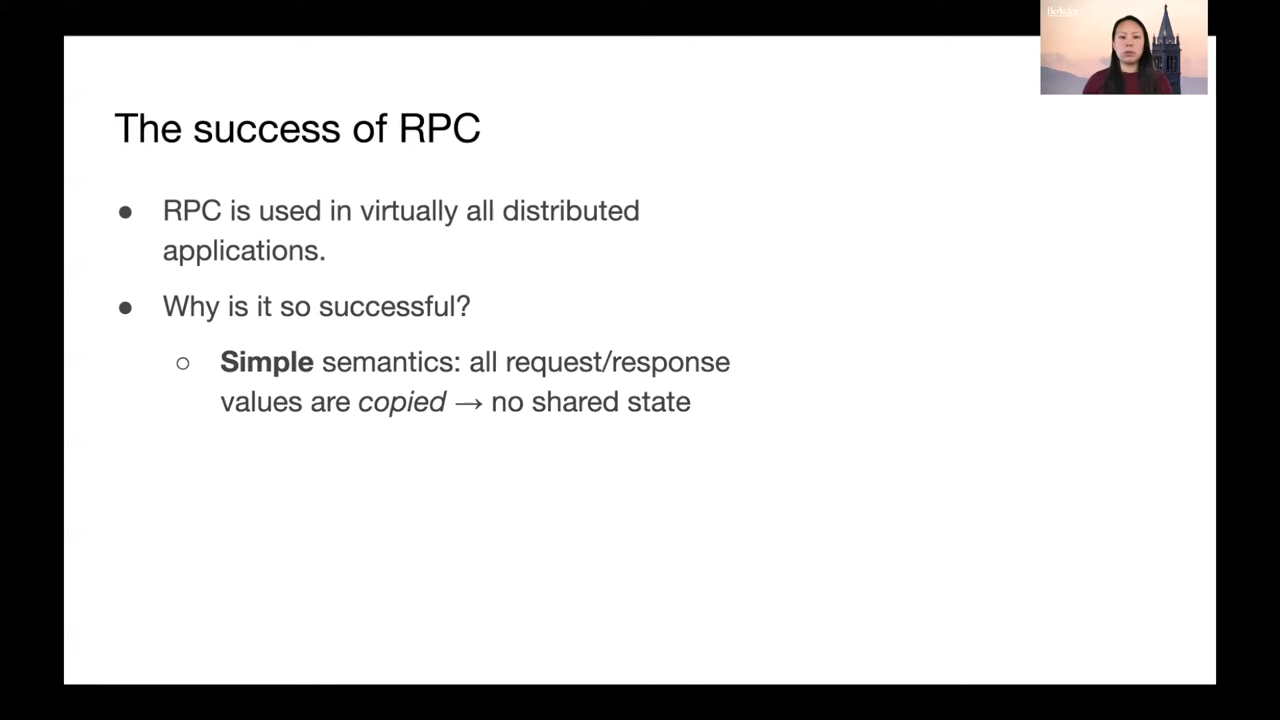 Berkeley
The success of RPC
● RPC is used in virtually all distributed
applications.
● Why is it so successful?
○ Simple semantics: all request/response
values are copied → no shared state